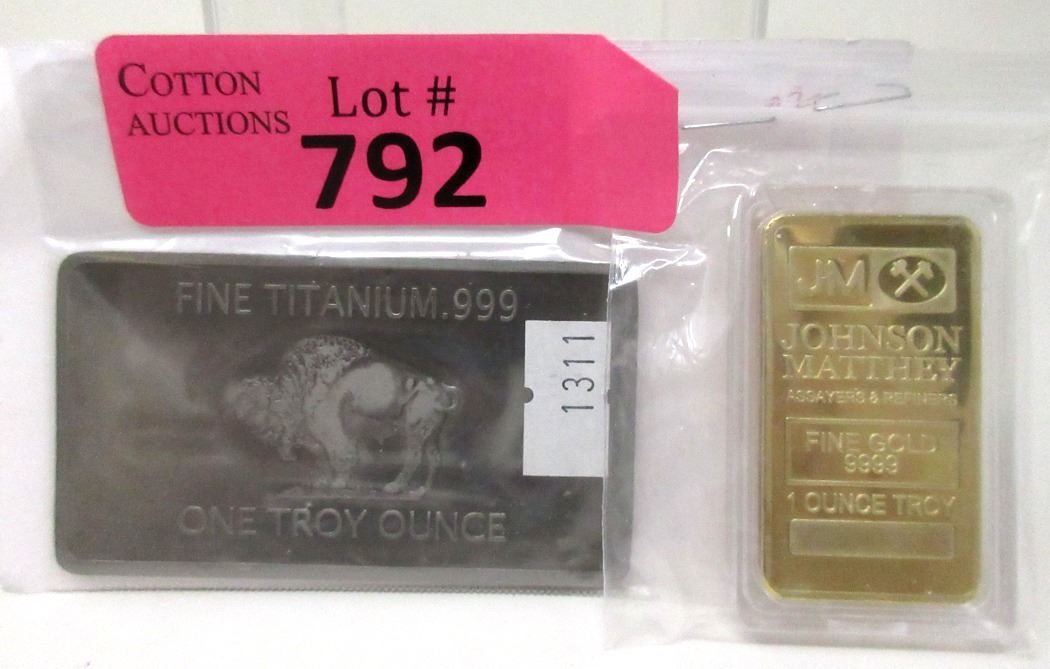 COTTON
AUCTIONS
Lot #
792
FINE TITANIUM.999
ONE TROY OUNCE
1311
JM
JOHNSON
MATTHEY
ASSAYERS & REFINERS
FINE GOLD
9999
1 OUNCE TROY